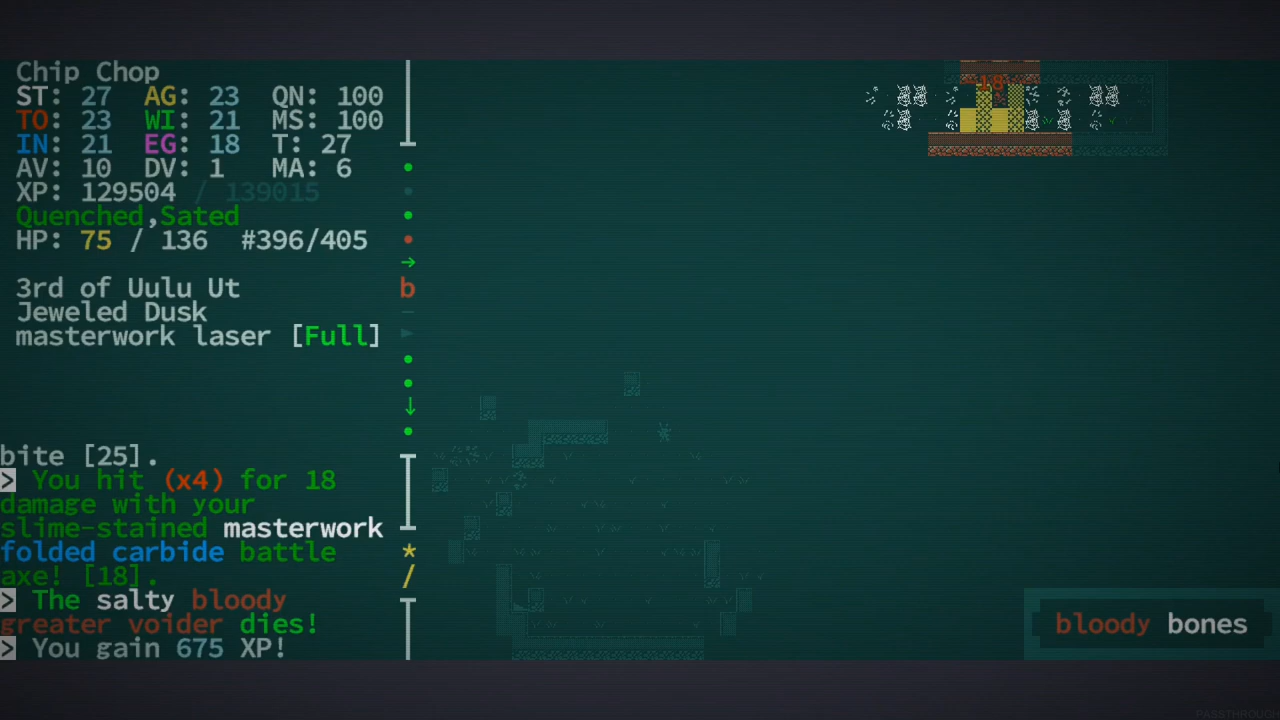 Chip Chop
ST: 27 AG: 23 QN: 100
TO: 23 WI: 21 MS: 100
IN: 21 EG: 18 T: 27
AV: 10 DV: 1 MA: 6
XP: 129504 / 139015
Quenched,Sated
HP: 75 / 136 #396/405
3rd of Uulu Ut
Jeweled Dusk
masterwork laser [Full]
bite [25].
> You hit (x4) for 18
damage with your
slime-stained masterwork
folded carbide battle
axe! [18].
> The salty bloody
greater voider dies!
> You gain 675 XP!
b
*
/
18
bloody bones
PASSTHROUGH